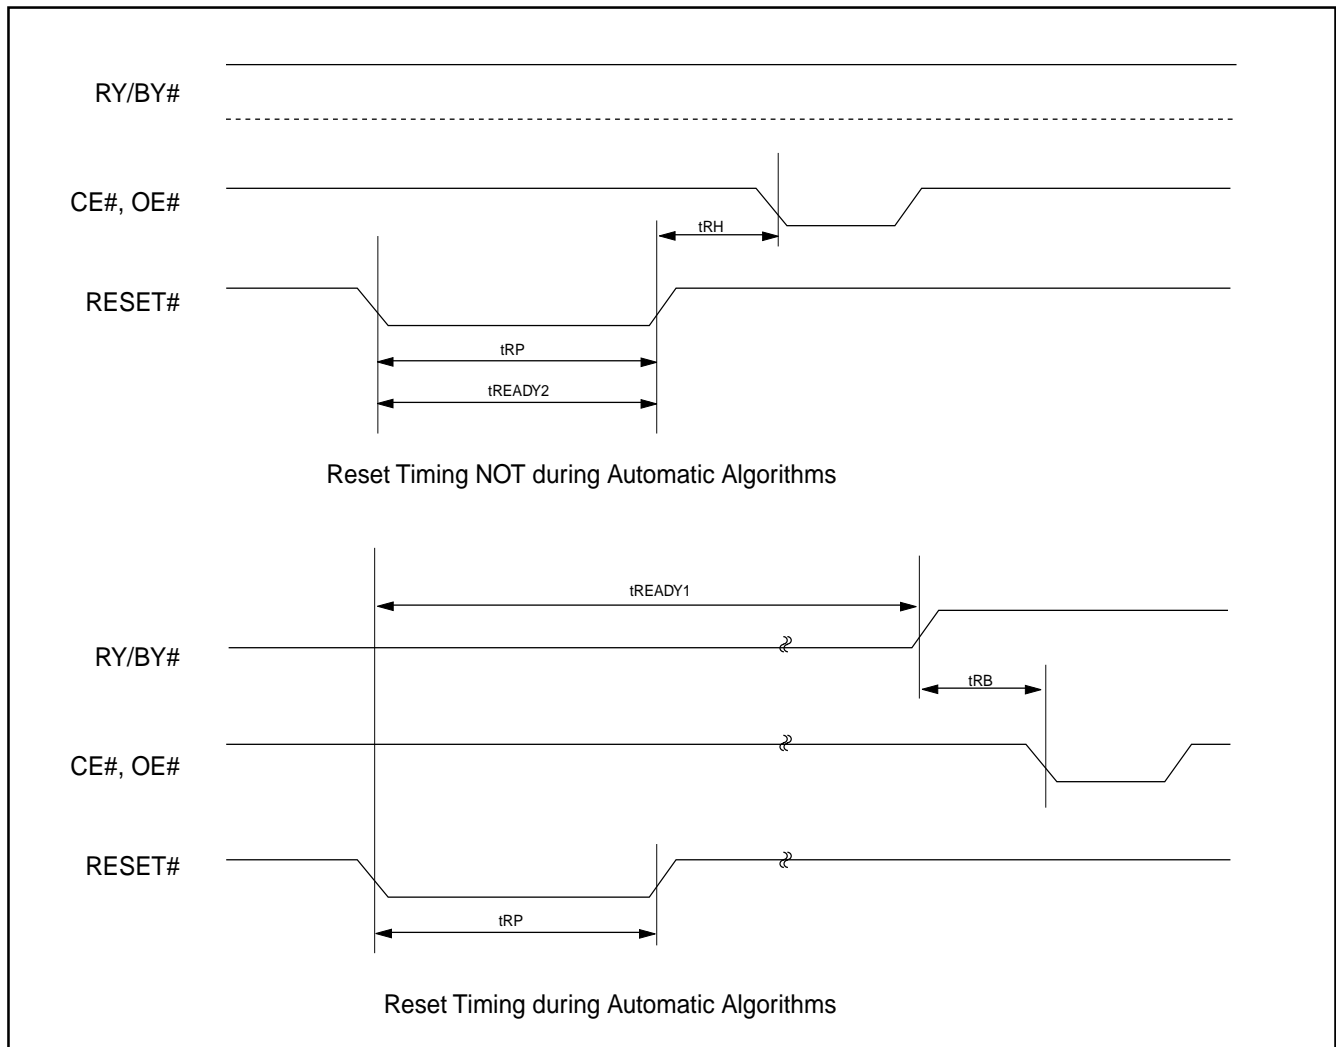 RY/BY#
CE#, OE#
tRH
RESET#
tRP
tREADY2
Reset Timing NOT during Automatic Algorithms
tREADY1
RY/BY#
tRB
CE#, OE#
RESET#
tRP
Reset Timing during Automatic Algorithms